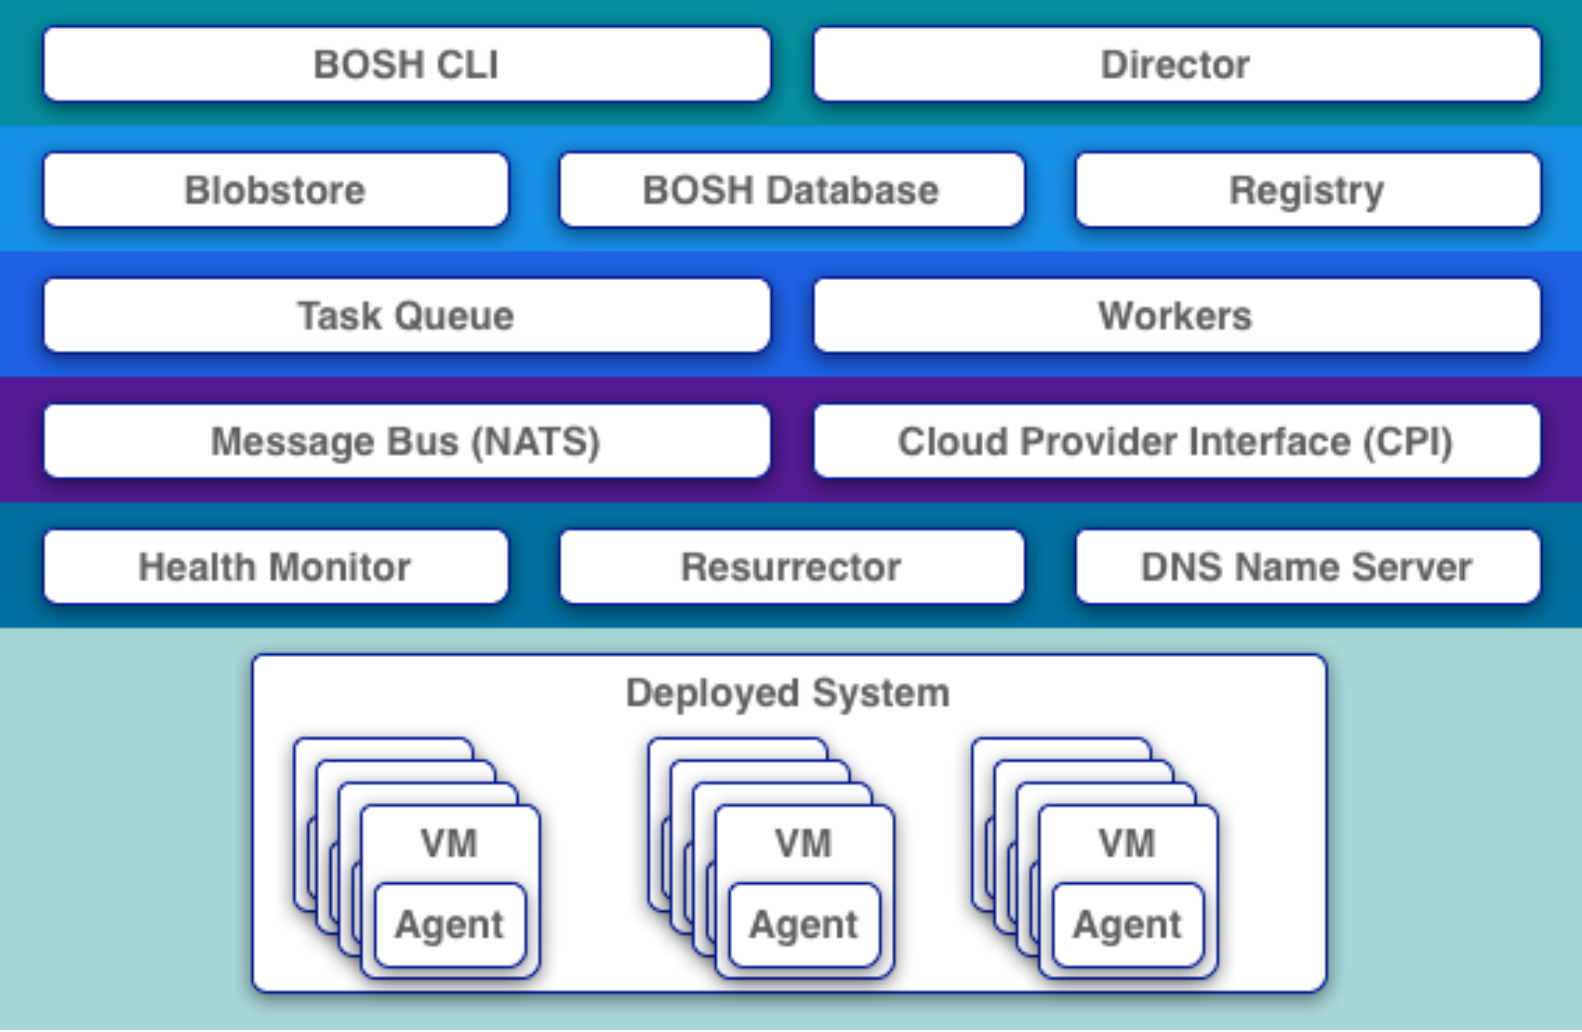 BOSH CLI
Director
Blobstore
BOSH Database
Registry
Task Queue
Workers
Message Bus (NATS)
Cloud Provider Interface (CPI)
Health Monitor
Resurrector
DNS Name Server
Deployed System
VM
Agent
VM
Agent
VM
Agent